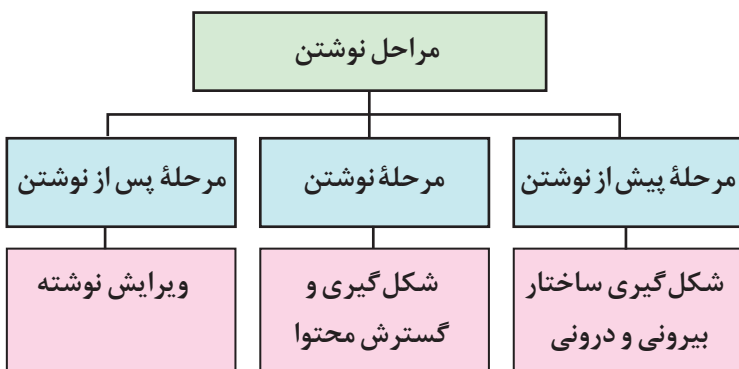 مراحل نوشتن
مرحلهٔ پیش از نوشتن
مرحلهٔ نوشتن
مرحلهٔ پس از نوشتن
شکل‌گیری ساختار
بیرونی و درونی
شکل‌گیری و
گسترش محتوا
ویرایش نوشته